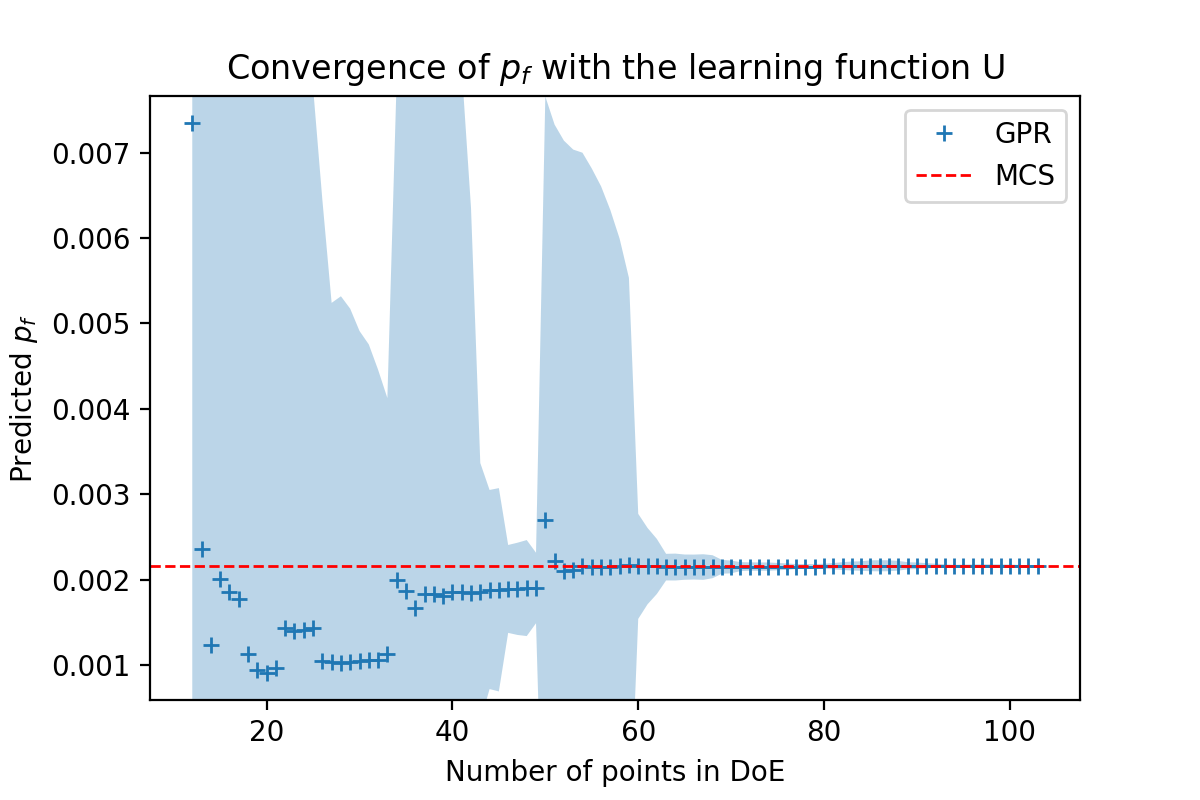 Convergence of p_f with the learning function U
GPR
MCS
Predicted p_f
0.007
0.006
0.005
0.004
0.003
0.002
0.001
20 40 60 80 100
Number of points in DoE